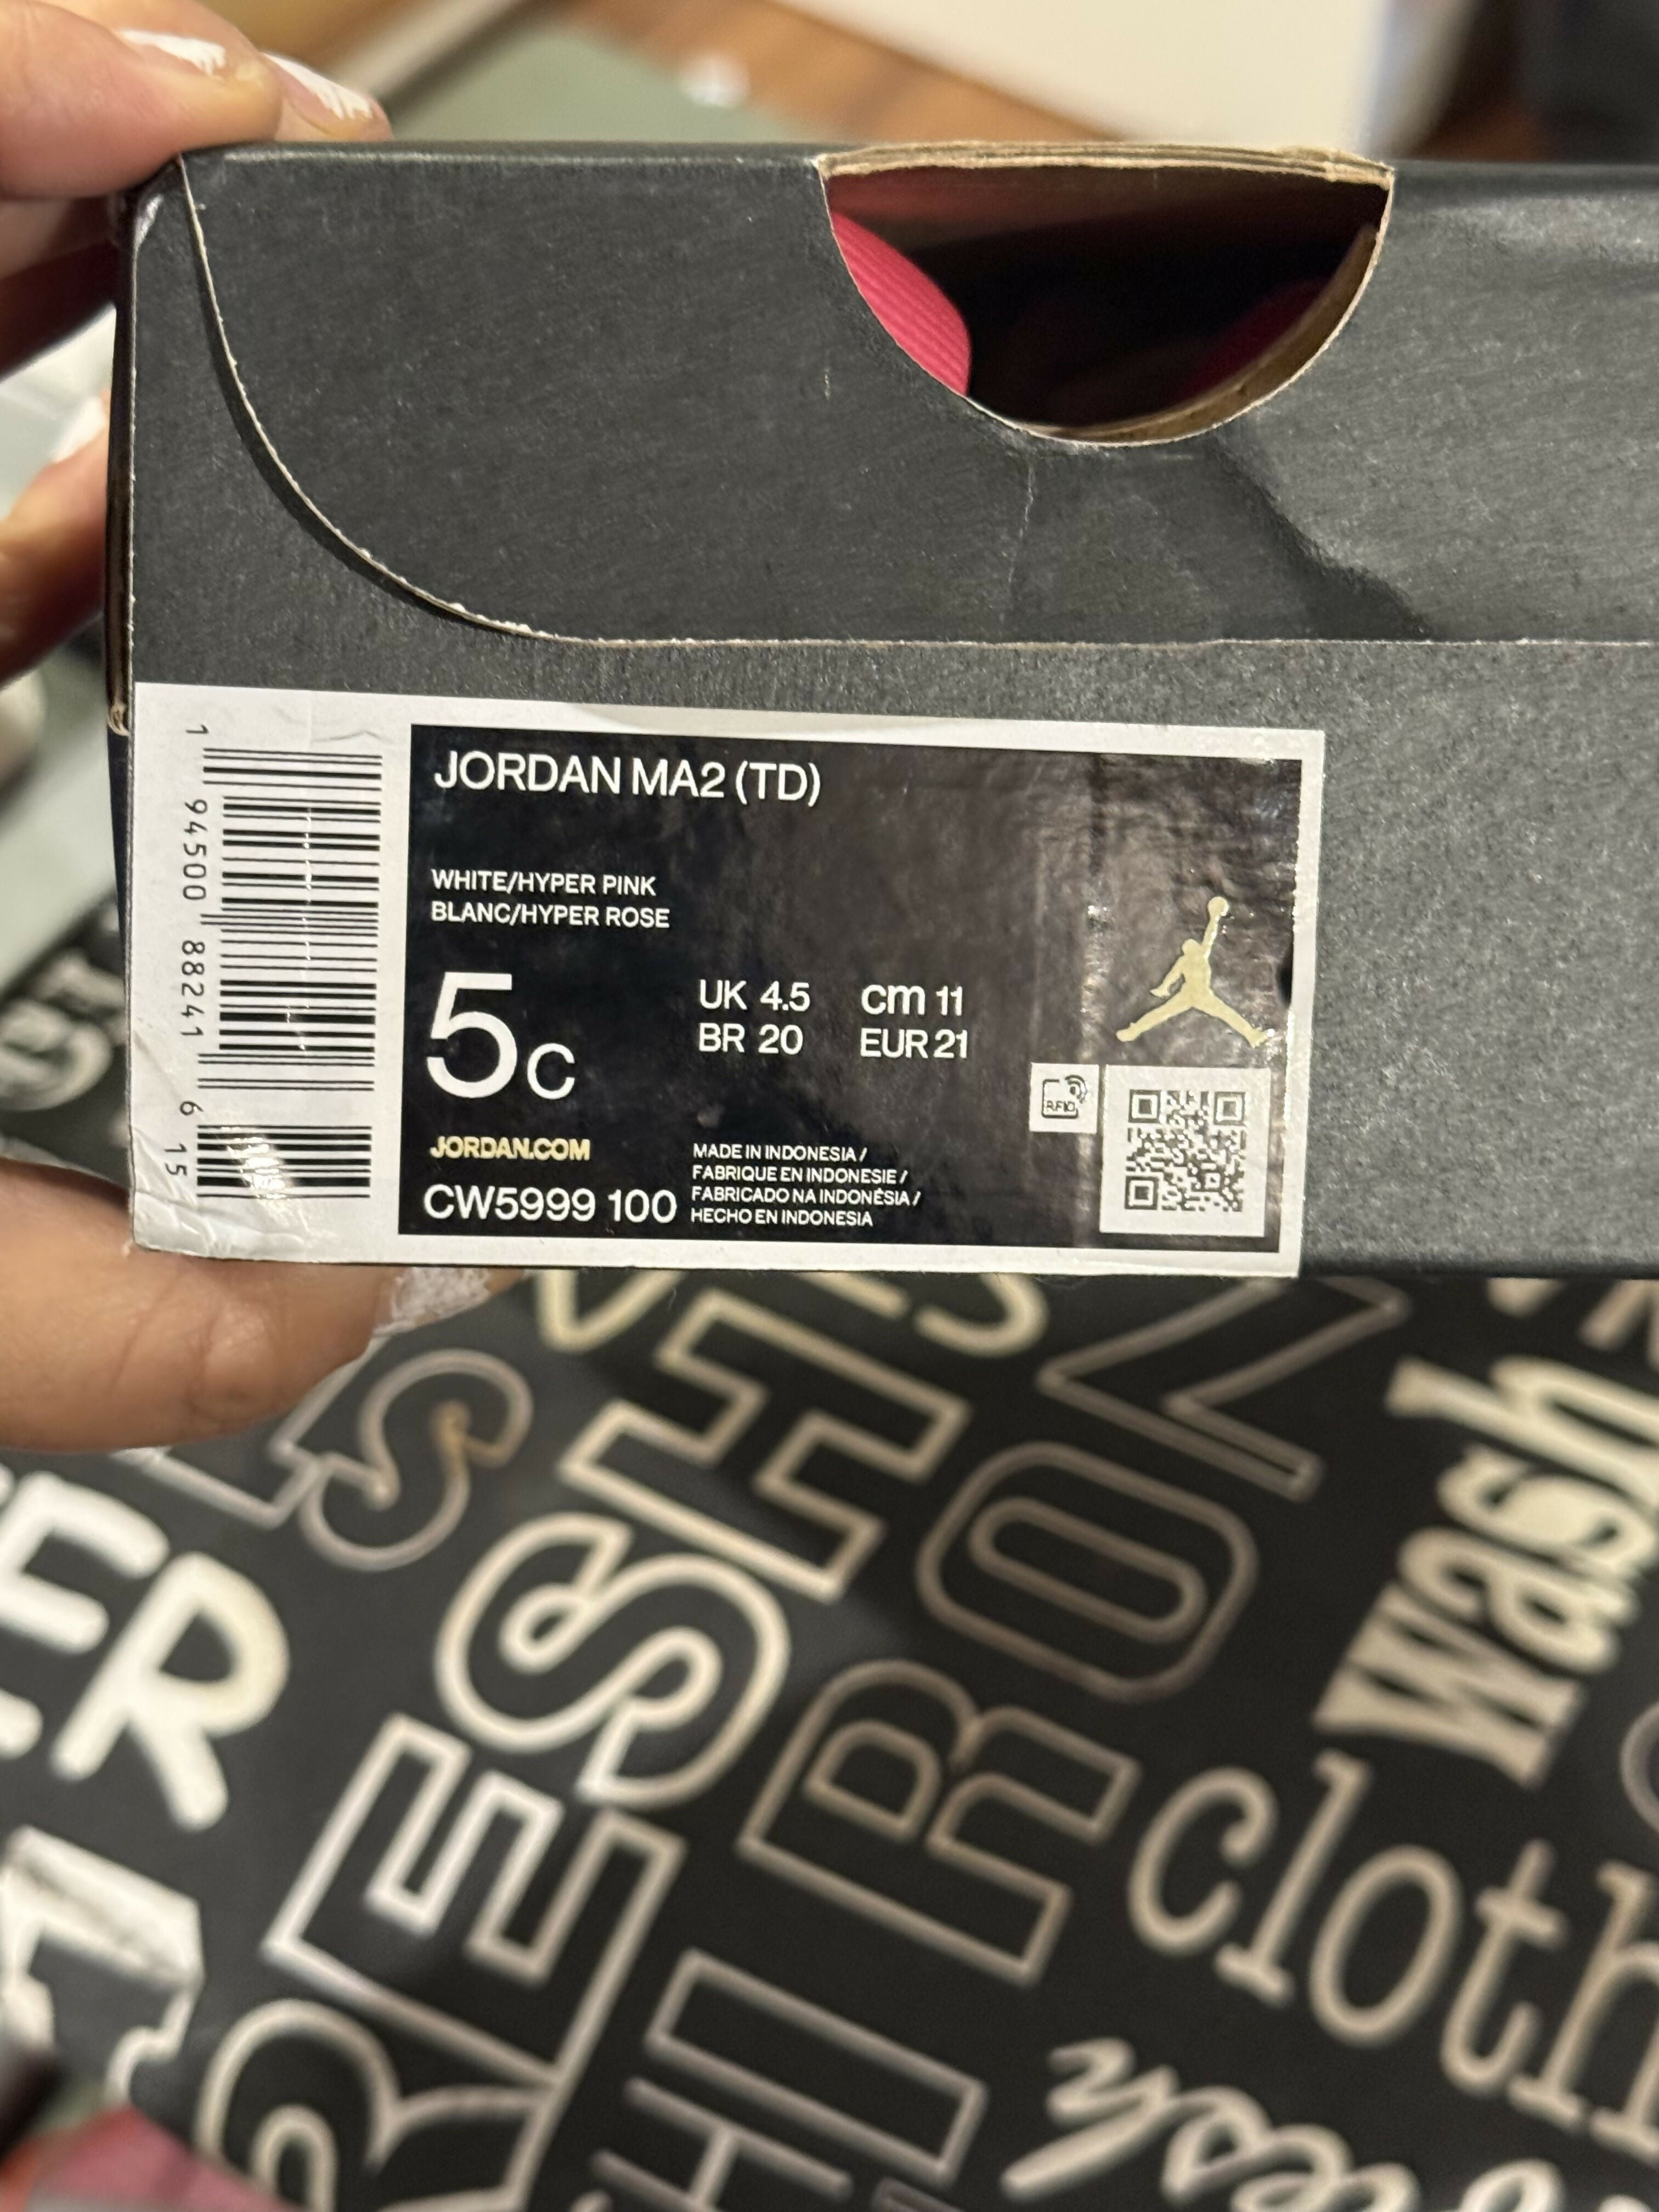 JORDAN MA2 (TD)
WHITE/HYPER PINK
BLANC/HYPER ROSE
5C
UK 4.5 cm 11
BR 20 EUR 21
RFID
JORDAN.COM
CW5999 100
MADE IN INDONESIA /
FABRIQUE EN INDONESIE /
FABRICADO NA INDONÉSIA /
HECHO EN INDONESIA
1 94500 88241 6 15
RESH
IRON
wash
cloth